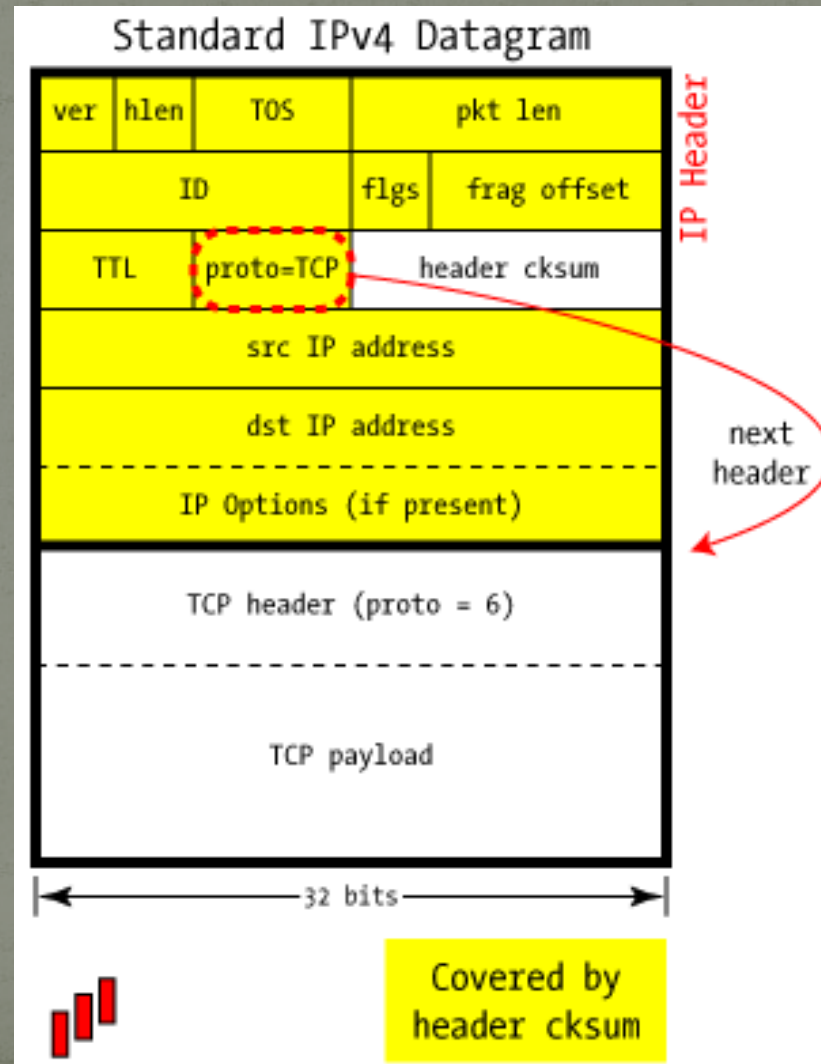 Standard IPv4 Datagram
ver hlen TOS pkt len
IP Header
ID flgs frag offset
TTL proto=TCP header cksum
src IP address
dst IP address
next
header
IP Options (if present)
TCP header (proto = 6)
TCP payload
32 bits
Covered by
header cksum